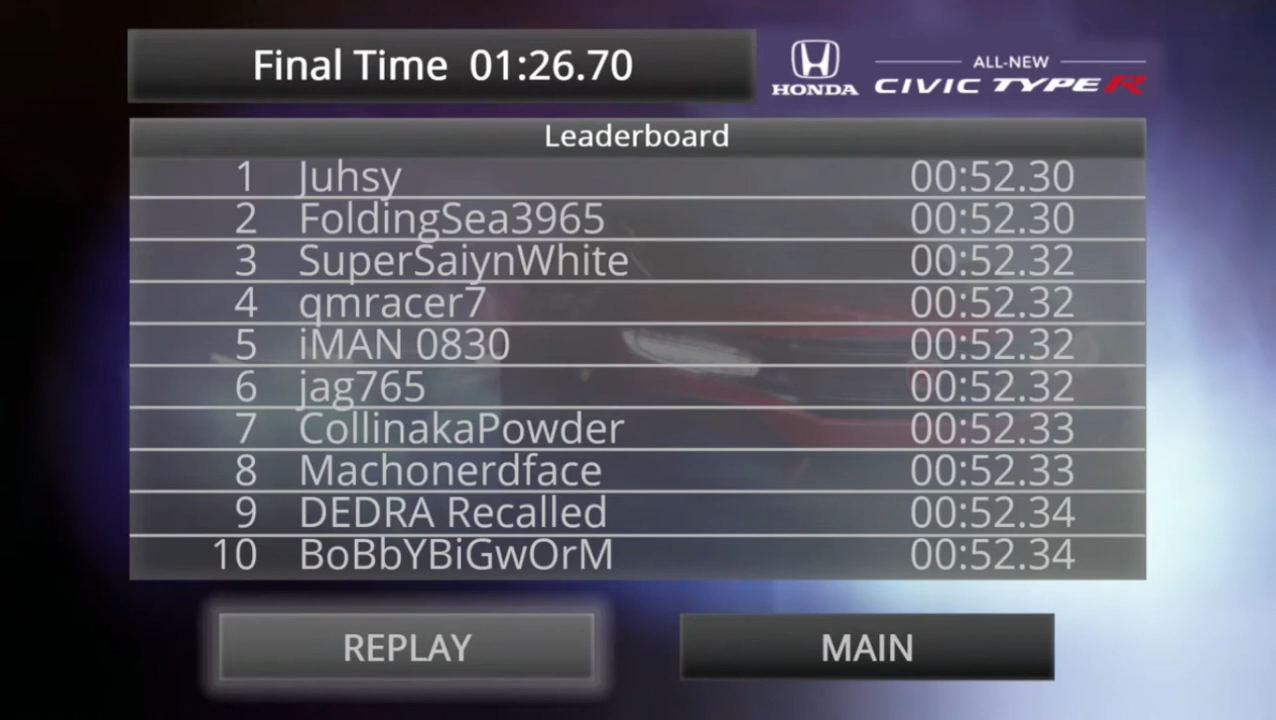 Final Time 01:26.70
HONDA
ALL-NEW
CIVIC TYPE R
Leaderboard
1 Juhsy 00:52.30
2 FoldingSea3965 00:52.30
3 SuperSaiynWhite 00:52.32
4 qmracer7 00:52.32
5 iMAN 0830 00:52.32
6 jag765 00:52.32
7 CollinakaPowder 00:52.33
8 Machonerdface 00:52.33
9 DEDRA Recalled 00:52.34
10 BoBbYBiGwOrM 00:52.34
REPLAY MAIN